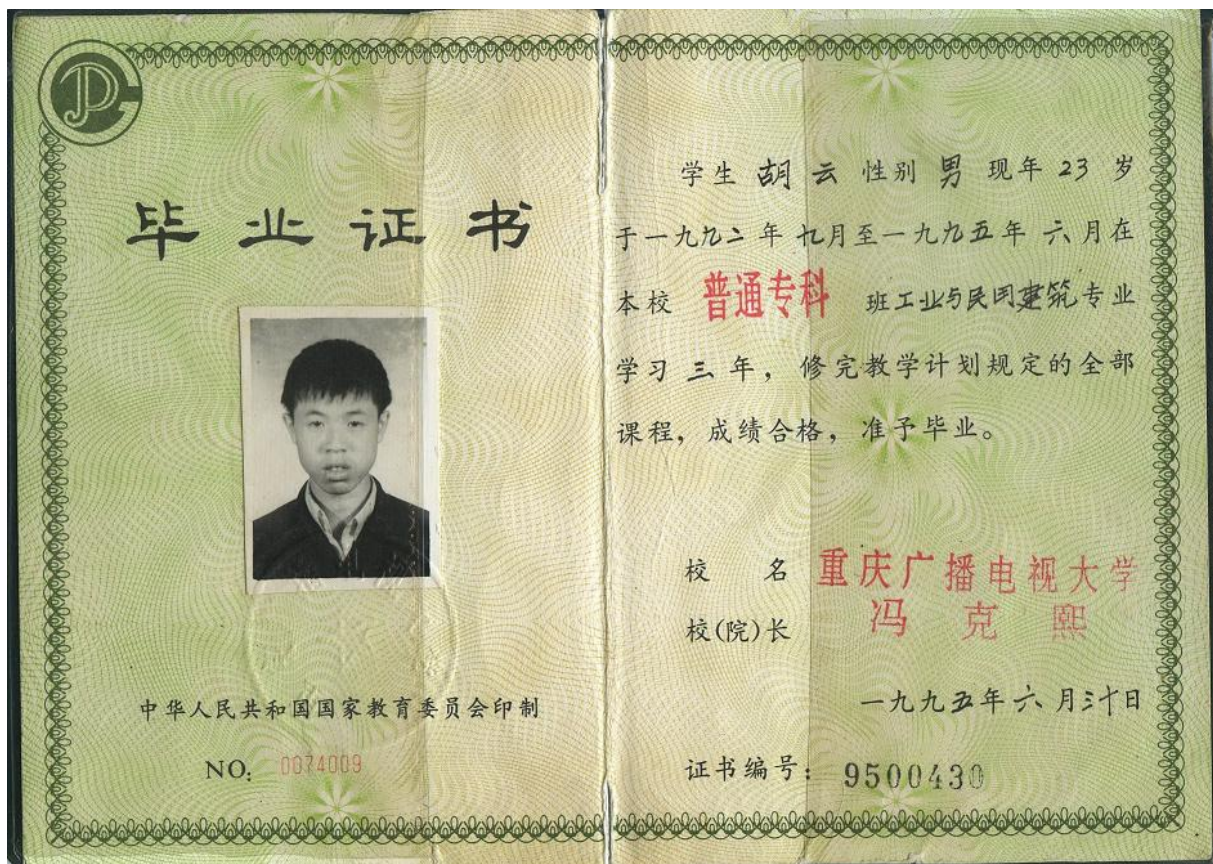 毕业证书
中华人民共和国国家教育委员会印制
NO: 0074009
学生 胡云 性别 男 现年 23 岁
于一九九二年九月至一九九五年 六月在
本校 普通专科 班工业与民用建筑专业
学习 三 年，修完教学计划规定的全部
课程，成绩合格，准予毕业。
校 名 重庆广播电视大学
校(院)长 冯克熙
一九九五年六月三十日
证书编号：9500430